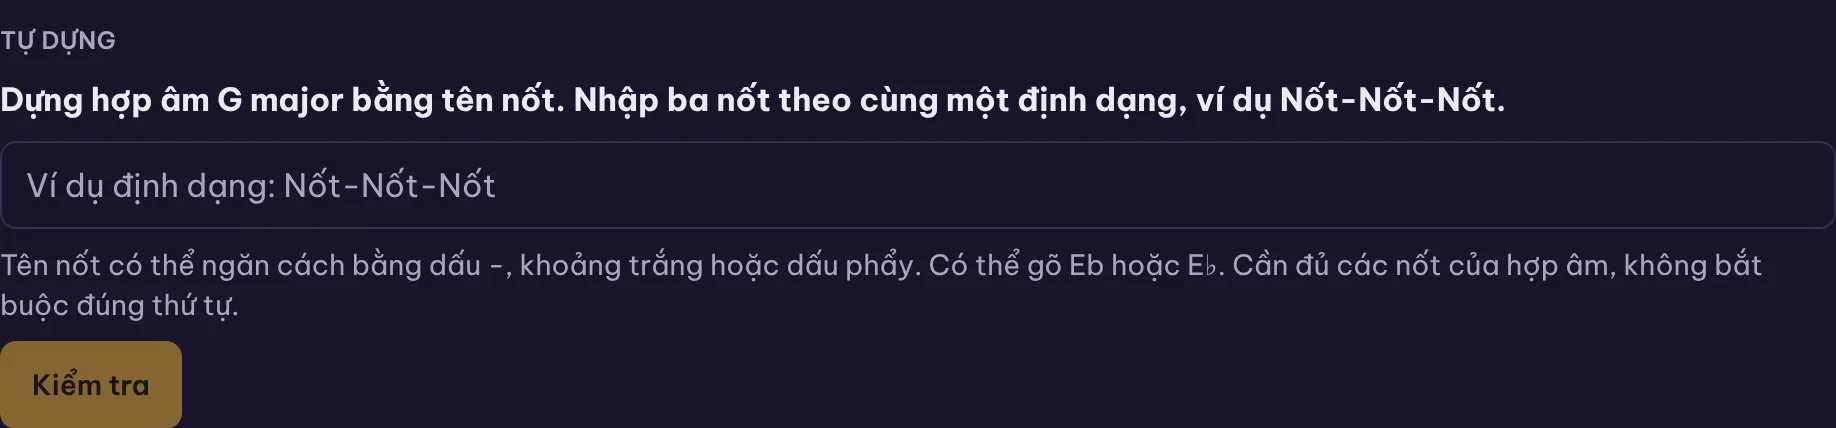 TỰ DỰNG
Dựng hợp âm G major bằng tên nốt. Nhập ba nốt theo cùng một định dạng, ví dụ Nốt-Nốt-Nốt.
Ví dụ định dạng: Nốt-Nốt-Nốt
Tên nốt có thể ngăn cách bằng dấu -, khoảng trắng hoặc dấu phẩy. Có thể gõ Eb hoặc E♭. Cần đủ các nốt của hợp âm, không bắt
buộc đúng thứ tự.
Kiểm tra